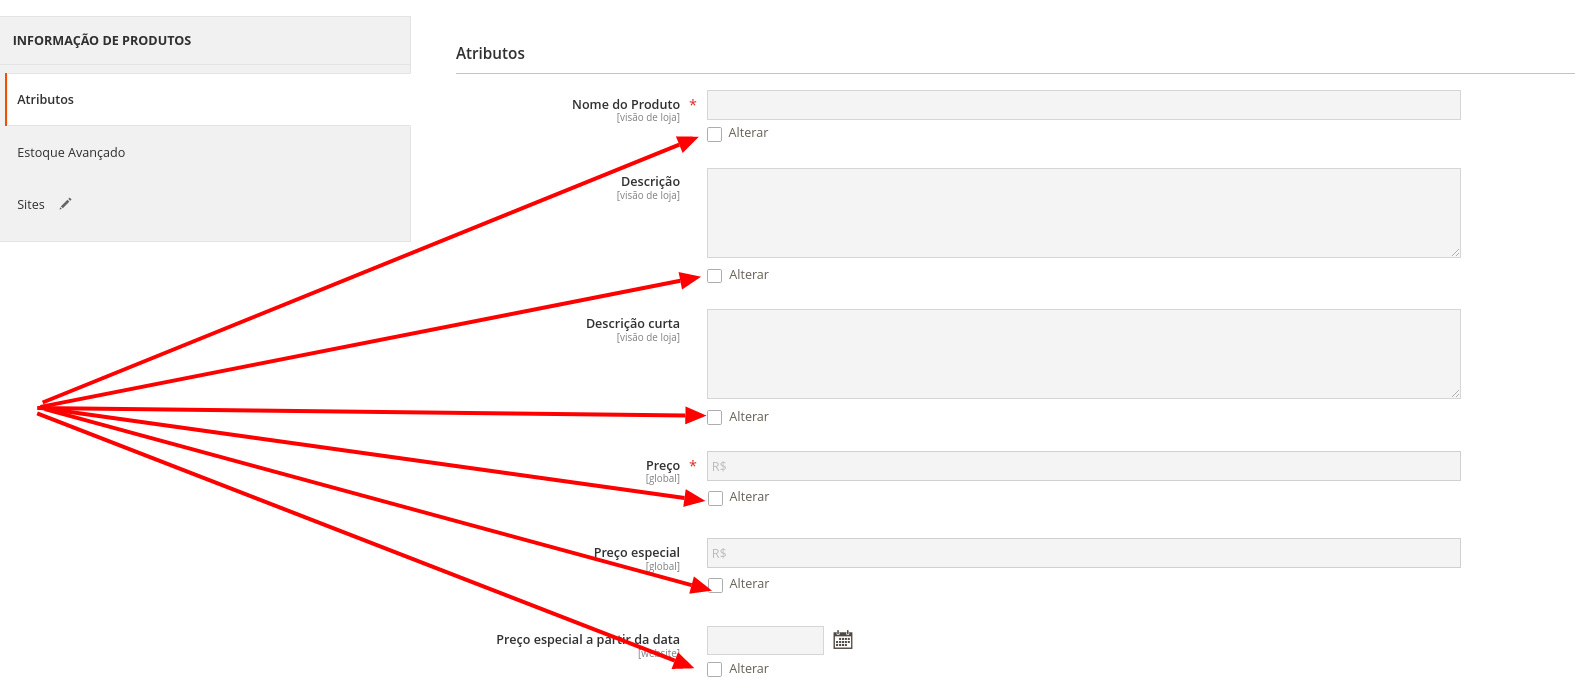 INFORMAÇÃO DE PRODUTOS
Atributos
Estoque Avançado
Sites
Atributos
Nome do Produto *
[visão de loja]
Alterar
Descrição
[visão de loja]
Alterar
Descrição curta
[visão de loja]
Alterar
Preço * R$
[global]
Alterar
Preço especial R$
[global]
Alterar
Preço especial a partir da data
[website]
Alterar